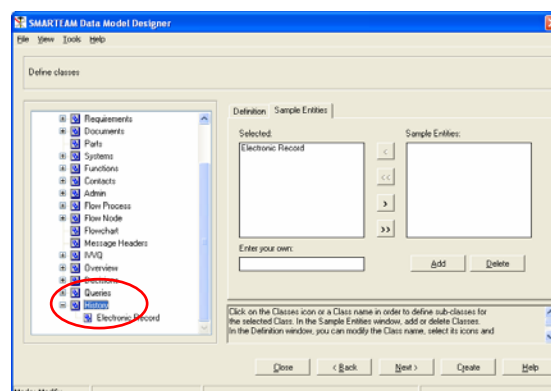 SMARTEAM Data Model Designer
File View Tools Help
Define classes
Requirements
Documents
Parts
Systems
Functions
Contacts
Admin
Flow Process
Flow Node
Flowchart
Message Headers
IVVQ
Overview
Decisions
Queries
History
Electronic Record
Definition Sample Entities
Selected: Sample Entities:
Electronic Record
<
<<
>
>>
Enter your own:
Add Delete
Click on the Classes icon or a Class name in order to define sub-classes for
the selected Class. In the Sample Entities window, add or delete Classes.
In the Definition window, you can modify the Class name, select its icons and
Close < Back Next > Create Help